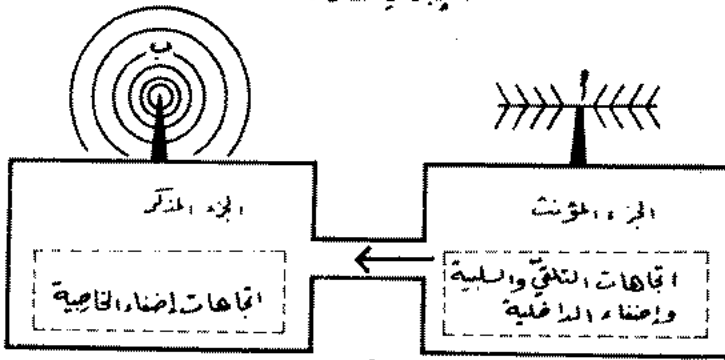 ب
أ
الجزء المؤنث
الجزء المذكر
اتجاهات التلقي والسلبية
وإضفاء الداخلية
اتجاهات إضفاء الخارجية